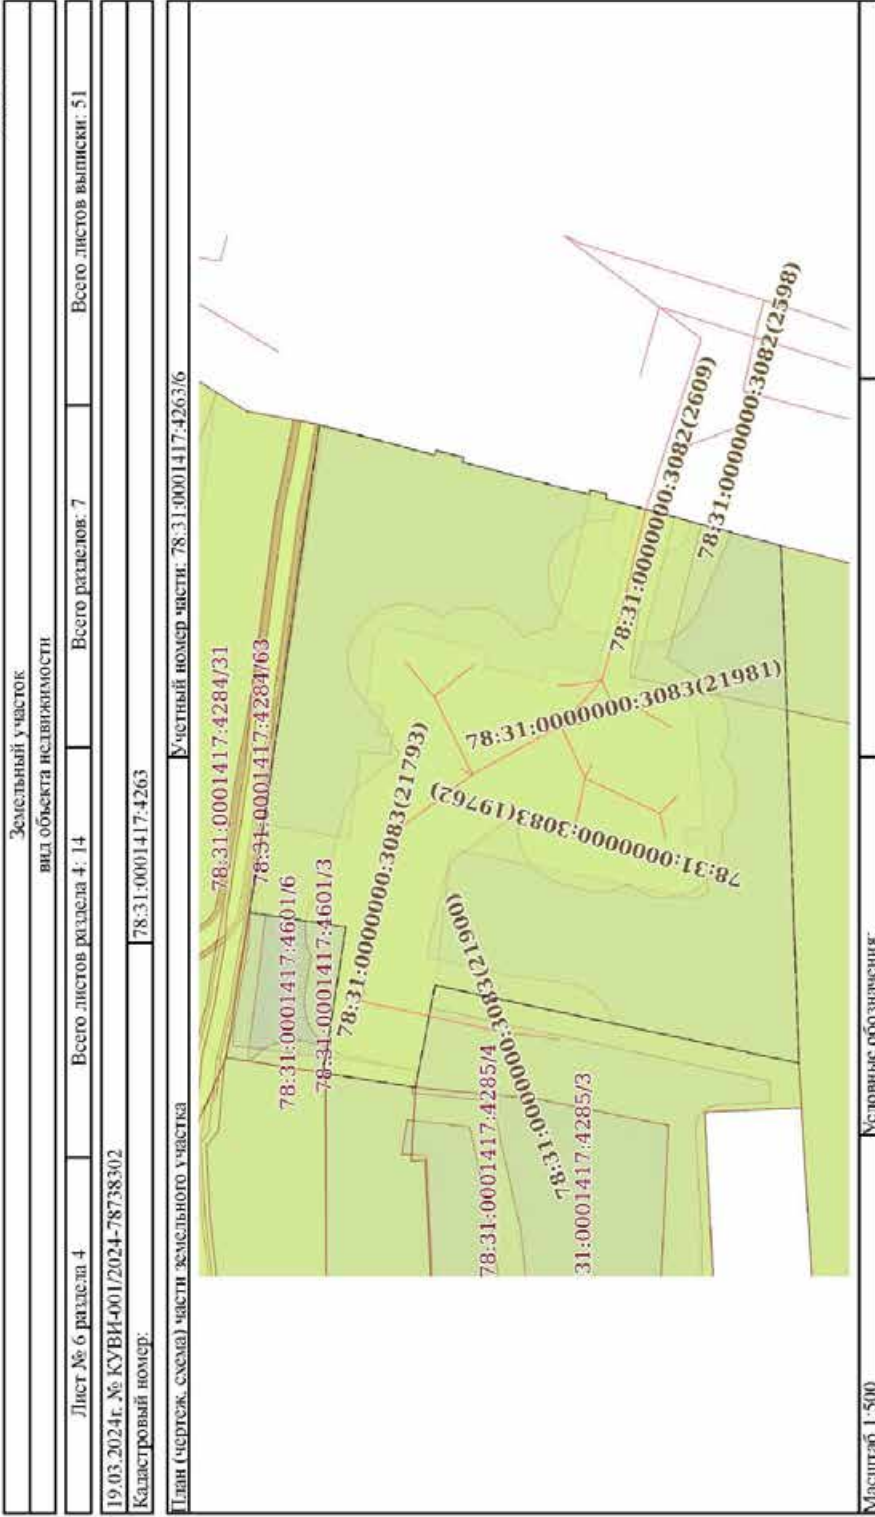 Земельный участок
вид объекта недвижимости
Лист № 6 раздела 4 Всего листов раздела 4: 14 Всего разделов: 7 Всего листов выписки: 51
19.03.2024г. № КУВИ-001/2024-78738302
Кадастровый номер: 78:31:0001417:4263
План (чертеж, схема) части земельного участка Учетный номер части: 78:31:0001417:4263/6
78:31:0001417:4284/31
78:31:0001417:4284/63
78:31:0001417:4601/6
78:31:0001417:4601/3
78:31:0000000:3083(21793)
78:31:0000000:3083(19762)
78:31:0000000:3083(21981)
78:31:0000000:3083(21900)
78:31:0001417:4285/4
31:0001417:4285/3
78:31:0000000:3082(2609)
78:31:0000000:3082(2598)
Масштаб 1:500 Условные обозначения: